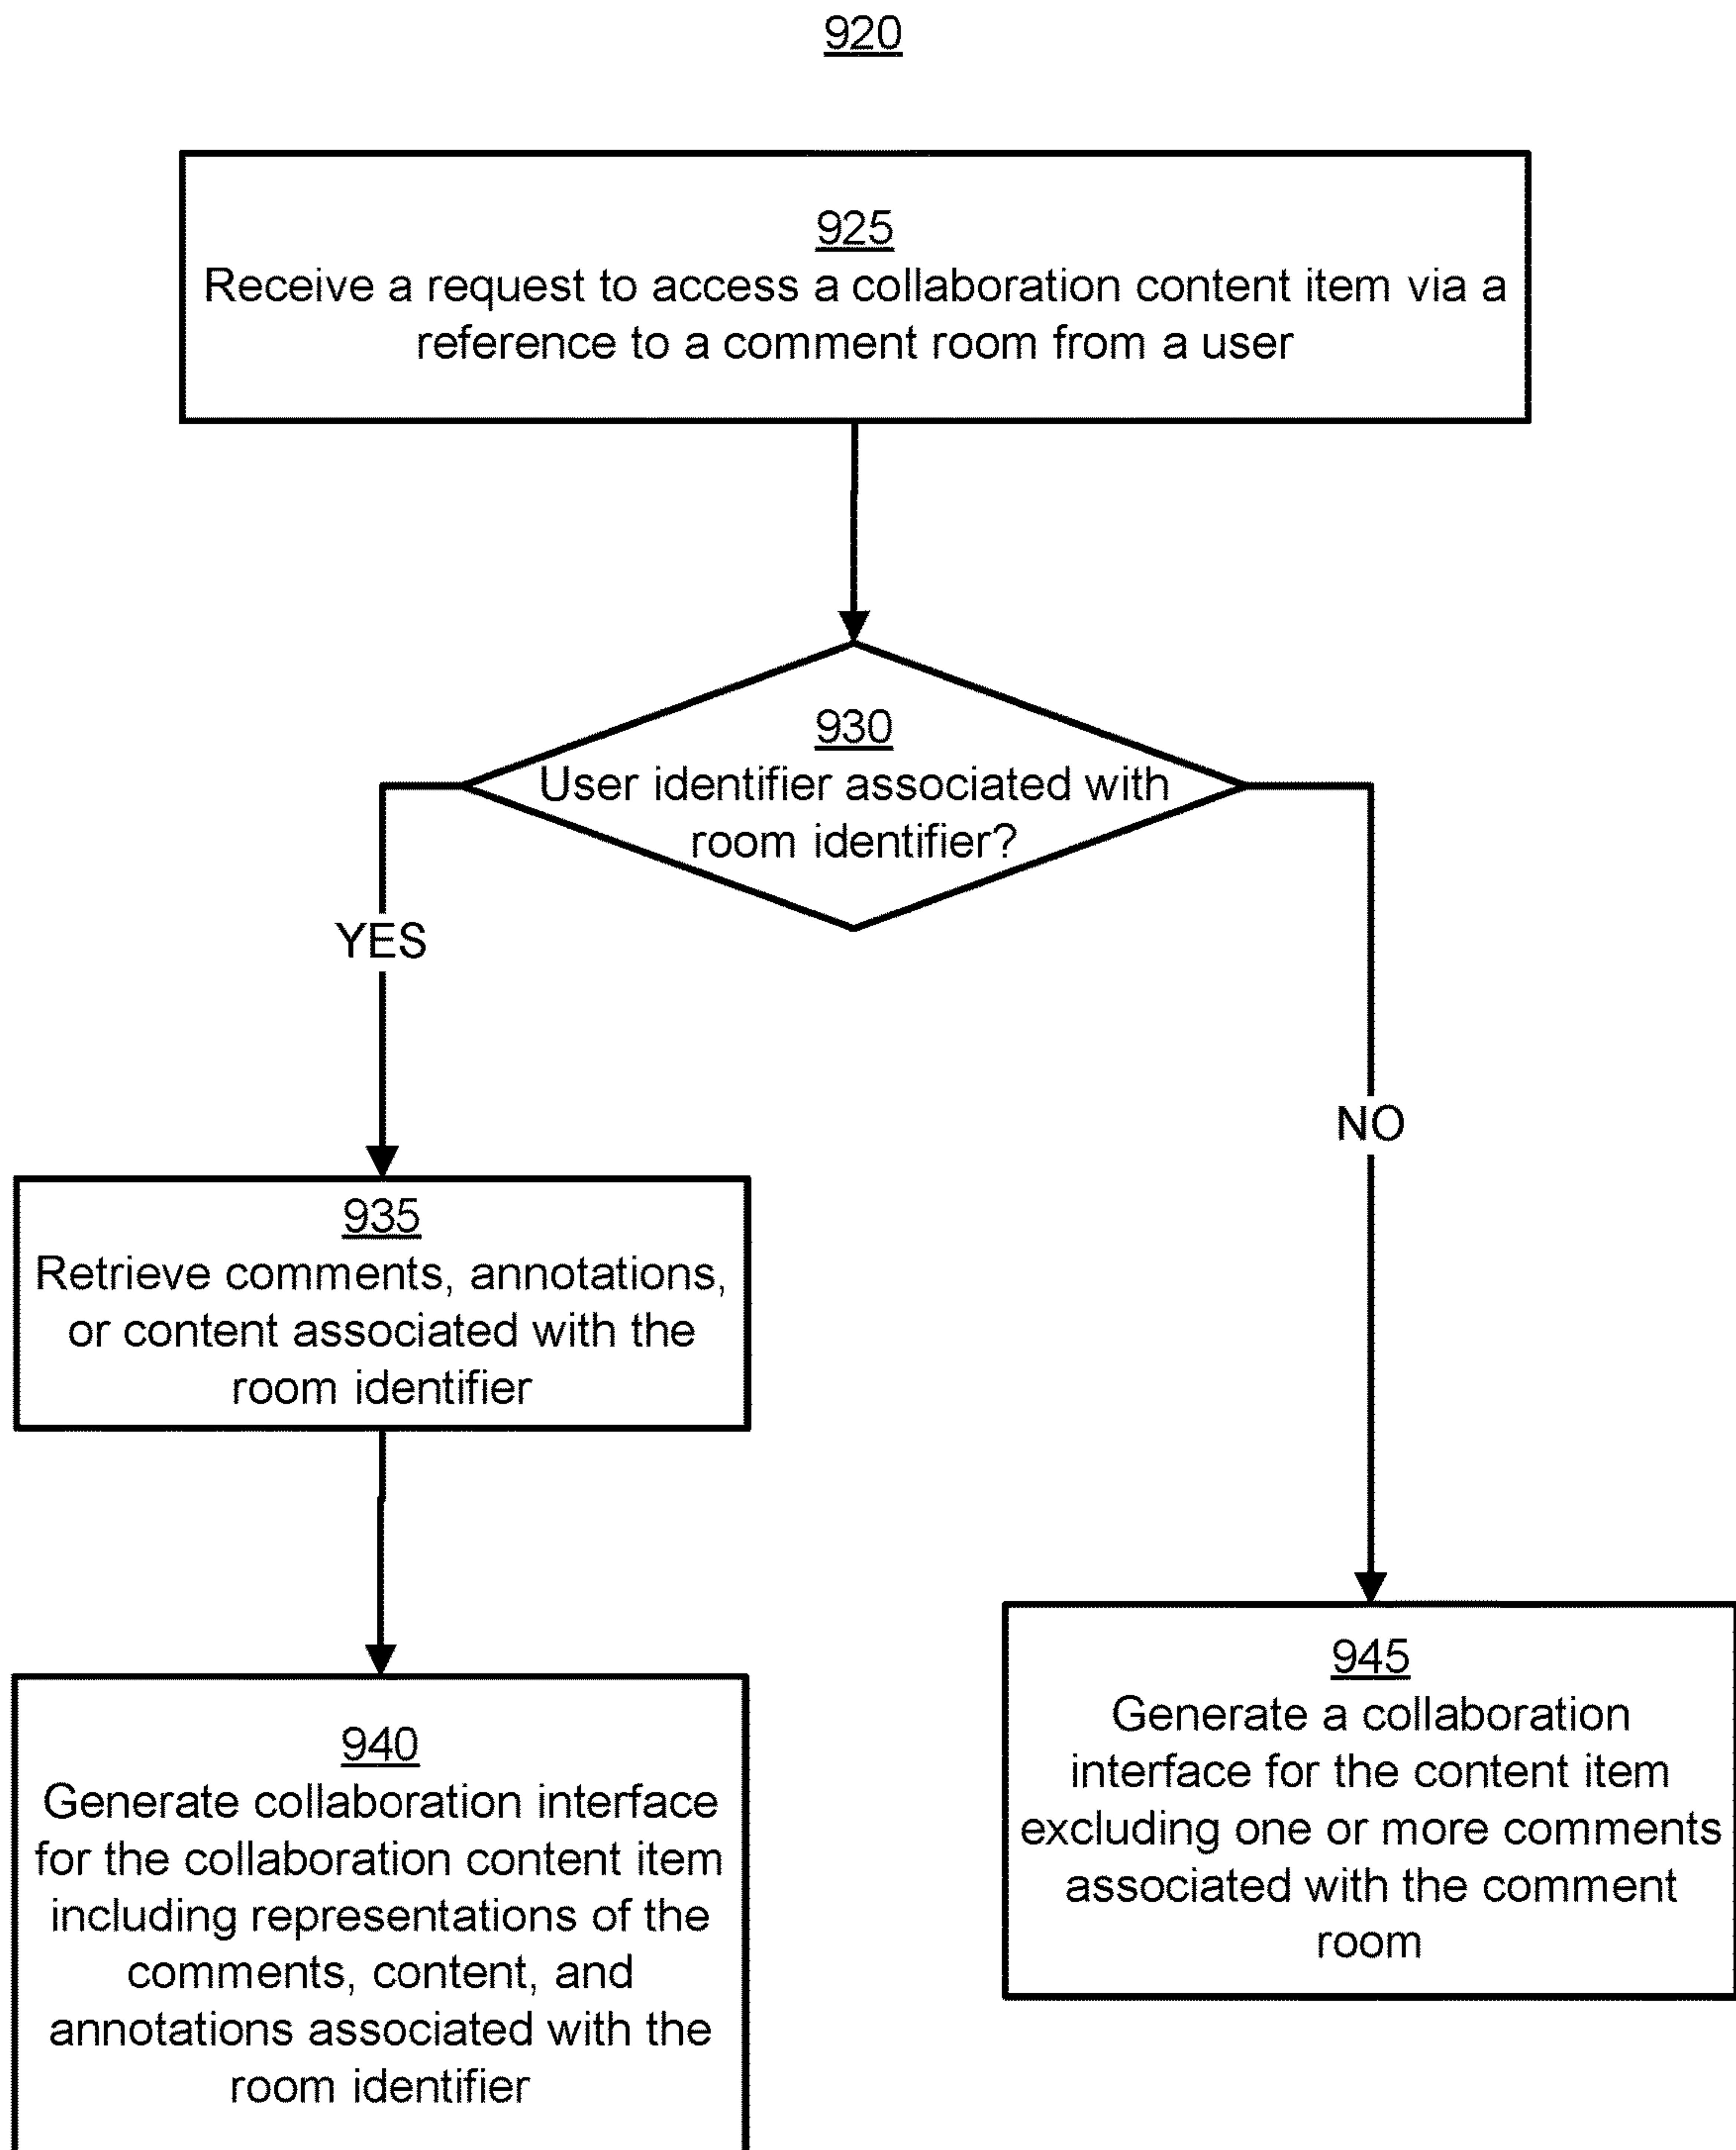 920
925
Receive a request to access a collaboration content item via a
reference to a comment room from a user
930
User identifier associated with
room identifier?
YES
NO
935
Retrieve comments, annotations,
or content associated with the
room identifier
940
Generate collaboration interface
for the collaboration content item
including representations of the
comments, content, and
annotations associated with the
room identifier
945
Generate a collaboration
interface for the content item
excluding one or more comments
associated with the comment
room